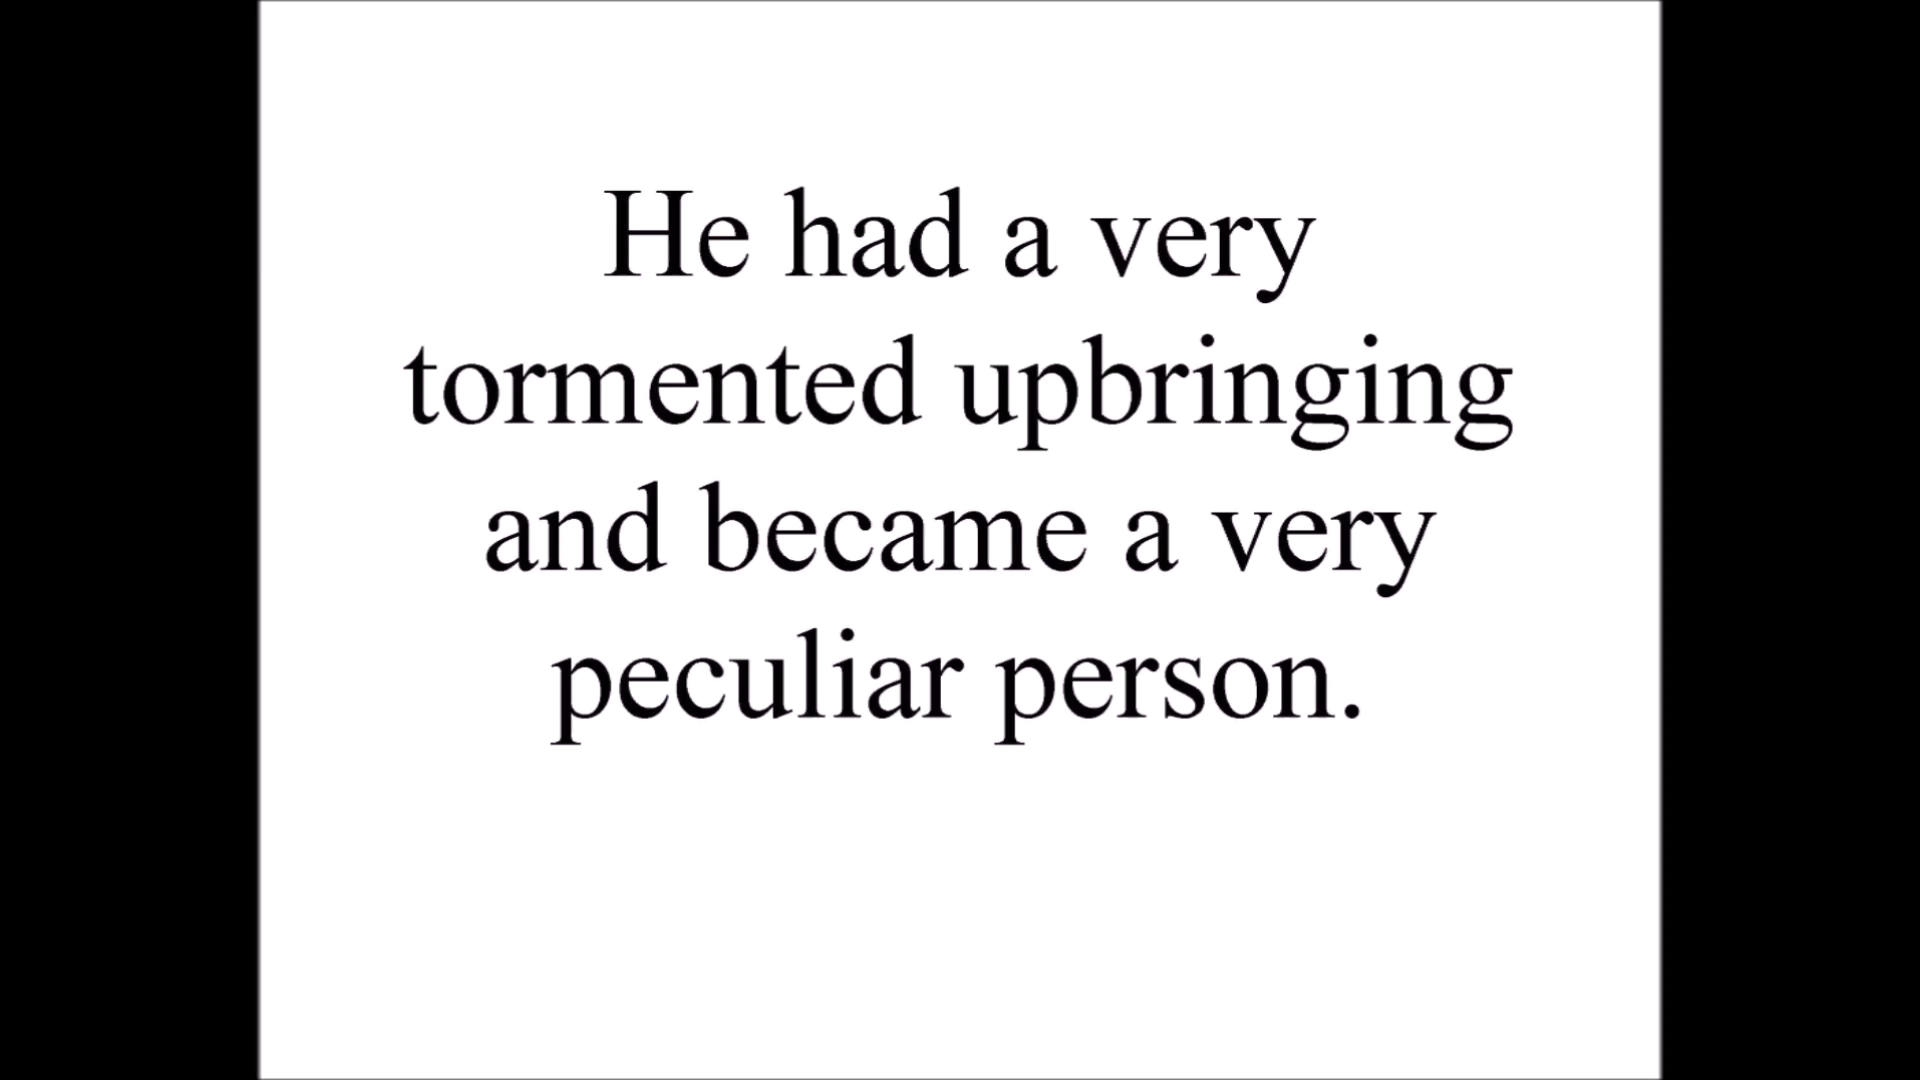 He had a very
tormented upbringing
and became a very
peculiar person.